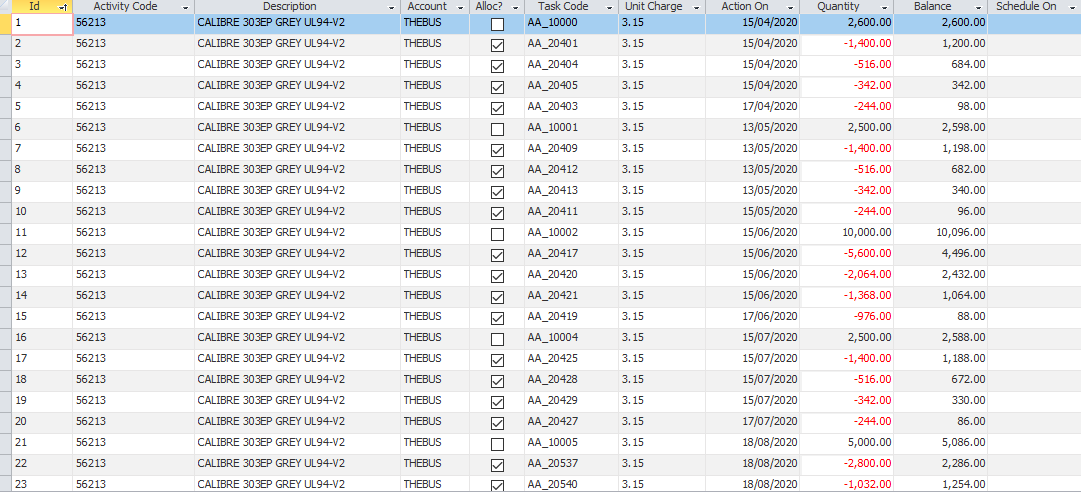 Id Activity Code Description Account Alloc? Task Code Unit Charge Action On Quantity Balance Schedule On
1 56213 CALIBRE 303EP GREY UL94-V2 THEBUS AA_10000 3.15 15/04/2020 2,600.00 2,600.00
2 56213 CALIBRE 303EP GREY UL94-V2 THEBUS AA_20401 3.15 15/04/2020 -1,400.00 1,200.00
3 56213 CALIBRE 303EP GREY UL94-V2 THEBUS AA_20404 3.15 15/04/2020 -516.00 684.00
4 56213 CALIBRE 303EP GREY UL94-V2 THEBUS AA_20405 3.15 15/04/2020 -342.00 342.00
5 56213 CALIBRE 303EP GREY UL94-V2 THEBUS AA_20403 3.15 17/04/2020 -244.00 98.00
6 56213 CALIBRE 303EP GREY UL94-V2 THEBUS AA_10001 3.15 13/05/2020 2,500.00 2,598.00
7 56213 CALIBRE 303EP GREY UL94-V2 THEBUS AA_20409 3.15 13/05/2020 -1,400.00 1,198.00
8 56213 CALIBRE 303EP GREY UL94-V2 THEBUS AA_20412 3.15 13/05/2020 -516.00 682.00
9 56213 CALIBRE 303EP GREY UL94-V2 THEBUS AA_20413 3.15 13/05/2020 -342.00 340.00
10 56213 CALIBRE 303EP GREY UL94-V2 THEBUS AA_20411 3.15 15/05/2020 -244.00 96.00
11 56213 CALIBRE 303EP GREY UL94-V2 THEBUS AA_10002 3.15 15/06/2020 10,000.00 10,096.00
12 56213 CALIBRE 303EP GREY UL94-V2 THEBUS AA_20417 3.15 15/06/2020 -5,600.00 4,496.00
13 56213 CALIBRE 303EP GREY UL94-V2 THEBUS AA_20420 3.15 15/06/2020 -2,064.00 2,432.00
14 56213 CALIBRE 303EP GREY UL94-V2 THEBUS AA_20421 3.15 15/06/2020 -1,368.00 1,064.00
15 56213 CALIBRE 303EP GREY UL94-V2 THEBUS AA_20419 3.15 17/06/2020 -976.00 88.00
16 56213 CALIBRE 303EP GREY UL94-V2 THEBUS AA_10004 3.15 15/07/2020 2,500.00 2,588.00
17 56213 CALIBRE 303EP GREY UL94-V2 THEBUS AA_20425 3.15 15/07/2020 -1,400.00 1,188.00
18 56213 CALIBRE 303EP GREY UL94-V2 THEBUS AA_20428 3.15 15/07/2020 -516.00 672.00
19 56213 CALIBRE 303EP GREY UL94-V2 THEBUS AA_20429 3.15 15/07/2020 -342.00 330.00
20 56213 CALIBRE 303EP GREY UL94-V2 THEBUS AA_20427 3.15 17/07/2020 -244.00 86.00
21 56213 CALIBRE 303EP GREY UL94-V2 THEBUS AA_10005 3.15 18/08/2020 5,000.00 5,086.00
22 56213 CALIBRE 303EP GREY UL94-V2 THEBUS AA_20537 3.15 18/08/2020 -2,800.00 2,286.00
23 56213 CALIBRE 303EP GREY UL94-V2 THEBUS AA_20540 3.15 18/08/2020 -1,032.00 1,254.00